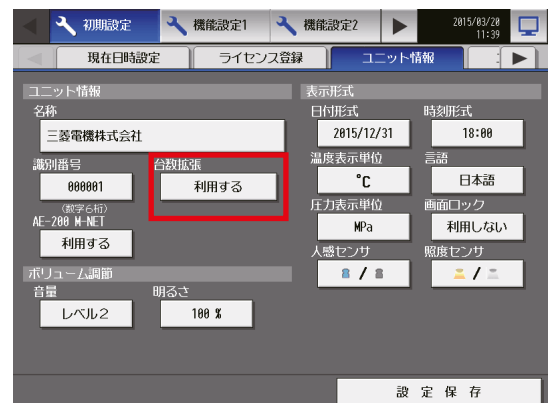 初期設定
機能設定1
機能設定2
2015/03/20
11:39
現在日時設定
ライセンス登録
ユニット情報
ユニット情報
名称
三菱電機株式会社
識別番号
000001
(数字6桁)
台数拡張
利用する
AE-200 M-NET
利用する
ボリューム調節
音量
レベル2
明るさ
100 %
表示形式
日付形式
2015/12/31
時刻形式
18:00
温度表示単位
℃
言語
日本語
圧力表示単位
MPa
画面ロック
利用しない
人感センサ
/
照度センサ
/
設定保存